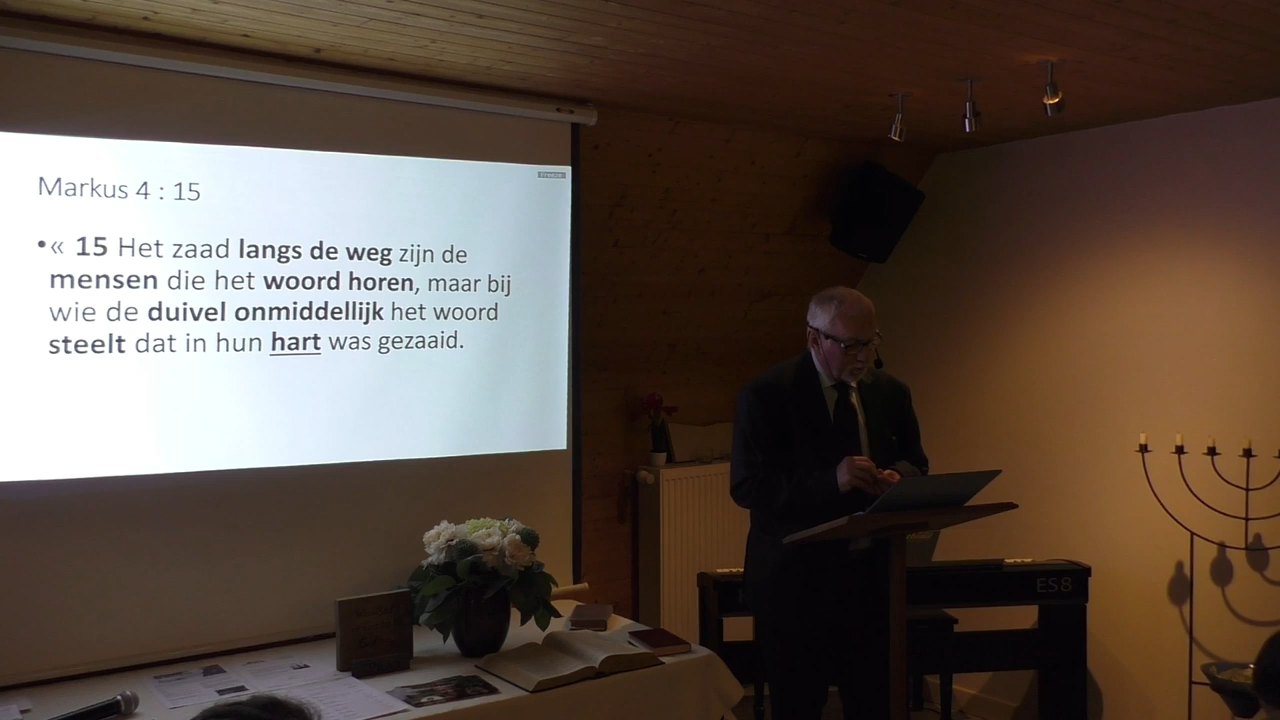 Markus 4 : 15
•« 15 Het zaad langs de weg zijn de
mensen die het woord horen, maar bij
wie de duivel onmiddellijk het woord
steelt dat in hun hart was gezaaid.
ES8